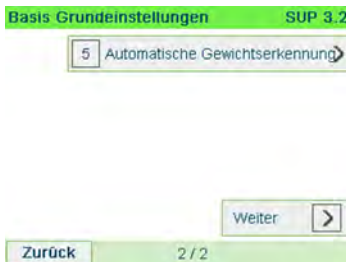 Basis Grundeinstellungen SUP 3.2
5 Automatische Gewichtserkennung
Weiter
Zurück 2 / 2